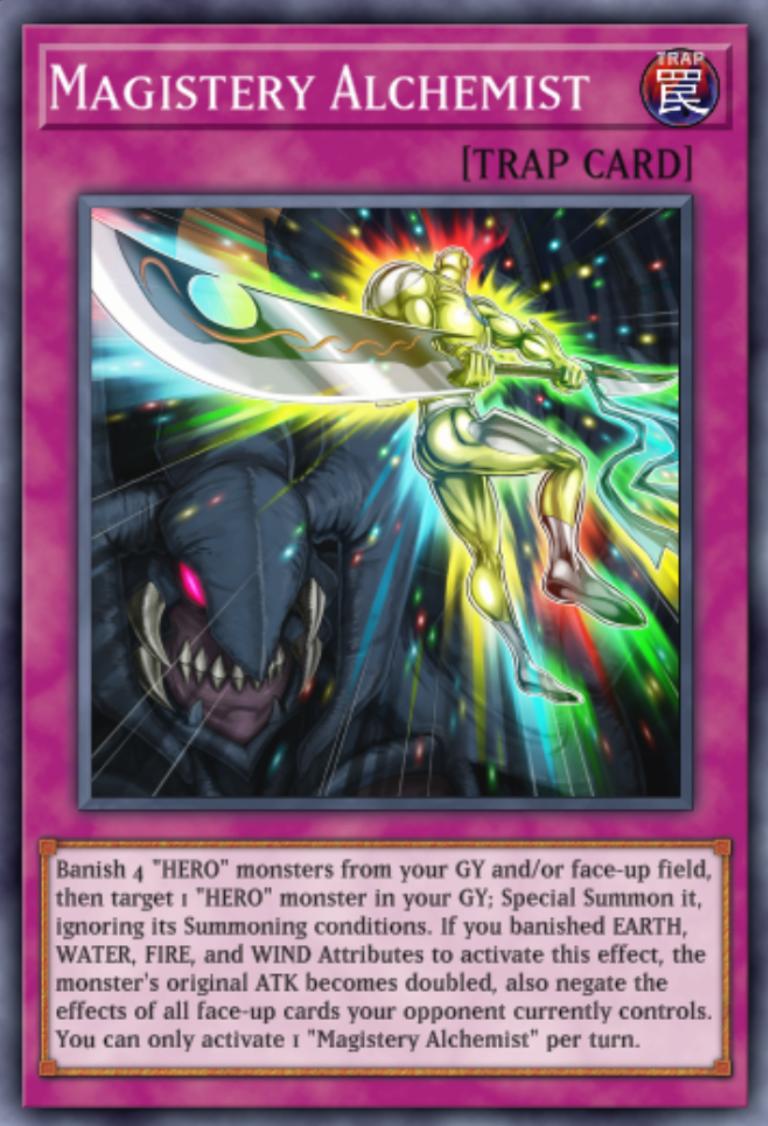 MAGISTERY ALCHEMIST
TRAP
罠
[TRAP CARD]
Banish 4 "HERO" monsters from your GY and/or face-up field,
then target 1 "HERO" monster in your GY; Special Summon it,
ignoring its Summoning conditions. If you banished EARTH,
WATER, FIRE, and WIND Attributes to activate this effect, the
monster's original ATK becomes doubled, also negate the
effects of all face-up cards your opponent currently controls.
You can only activate 1 "Magistery Alchemist" per turn.